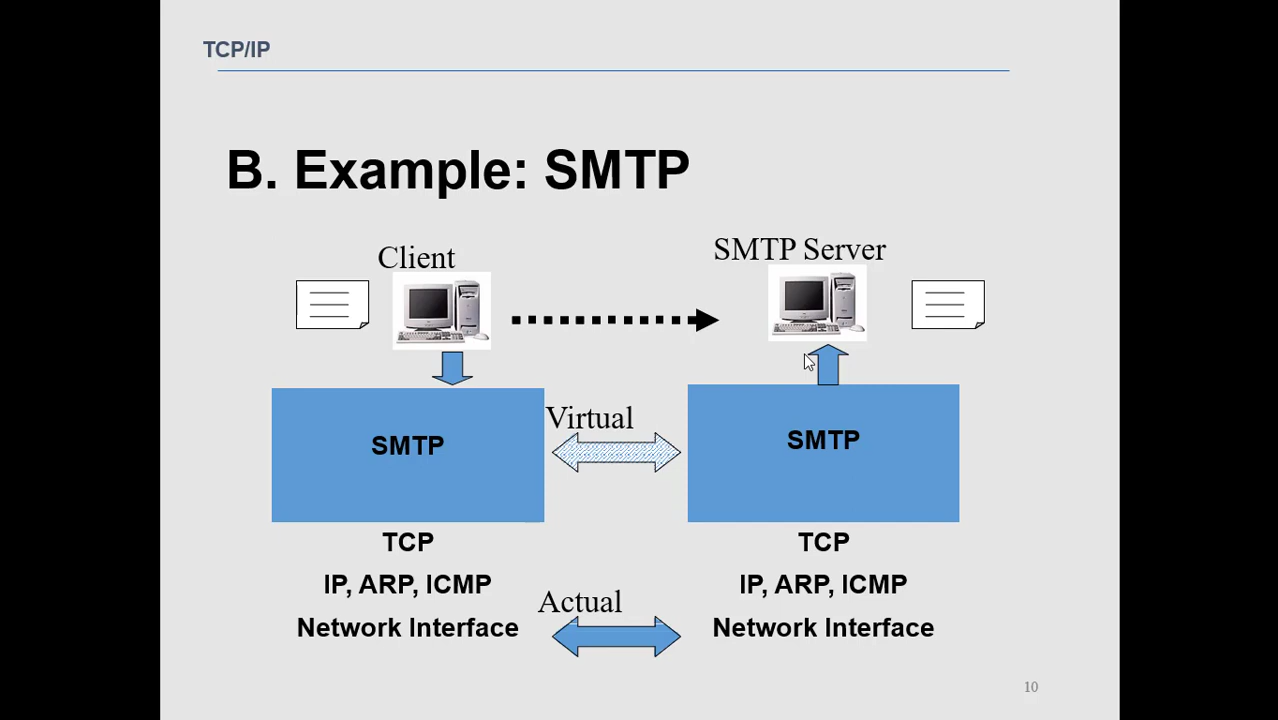 TCP/IP
B. Example: SMTP
Client
SMTP Server
SMTP
Virtual
SMTP
TCP
TCP
IP, ARP, ICMP
IP, ARP, ICMP
Actual
Network Interface
Network Interface
10